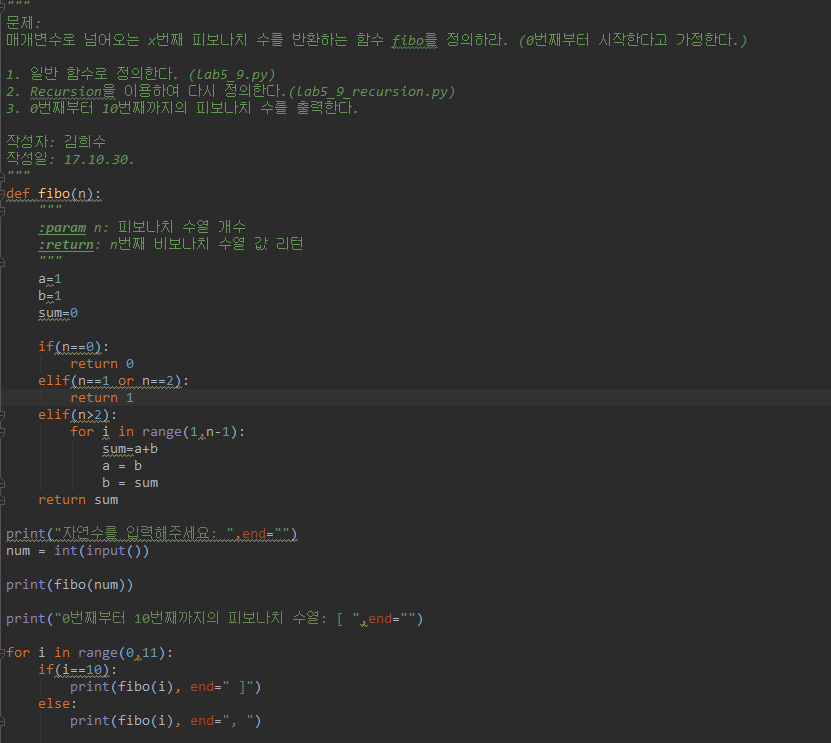 """
문제:
매개변수로 넘어오는 x번째 피보나치 수를 반환하는 함수 fibo를 정의하라. (0번째부터 시작한다고 가정한다.)
1. 일반 함수로 정의한다. (lab5_9.py)
2. Recursion을 이용하여 다시 정의한다.(lab5_9_recursion.py)
3. 0번째부터 10번째까지의 피보나치 수를 출력한다.
작성자: 김희수
작성일: 17.10.30.
"""
def fibo(n):
    """
    :param n: 피보나치 수열 개수
    :return: n번째 비보나치 수열 값 리턴
    """
    a=1
    b=1
    sum=0
    if(n==0):
        return 0
    elif(n==1 or n==2):
        return 1
    elif(n>2):
        for i in range(1,n-1):
            sum=a+b
            a = b
            b = sum
    return sum
print("자연수를 입력해주세요: ",end="")
num = int(input())
print(fibo(num))
print("0번째부터 10번째까지의 피보나치 수열: [ ",end="")
for i in range(0,11):
    if(i==10):
        print(fibo(i), end=" ]")
    else:
        print(fibo(i), end=", ")